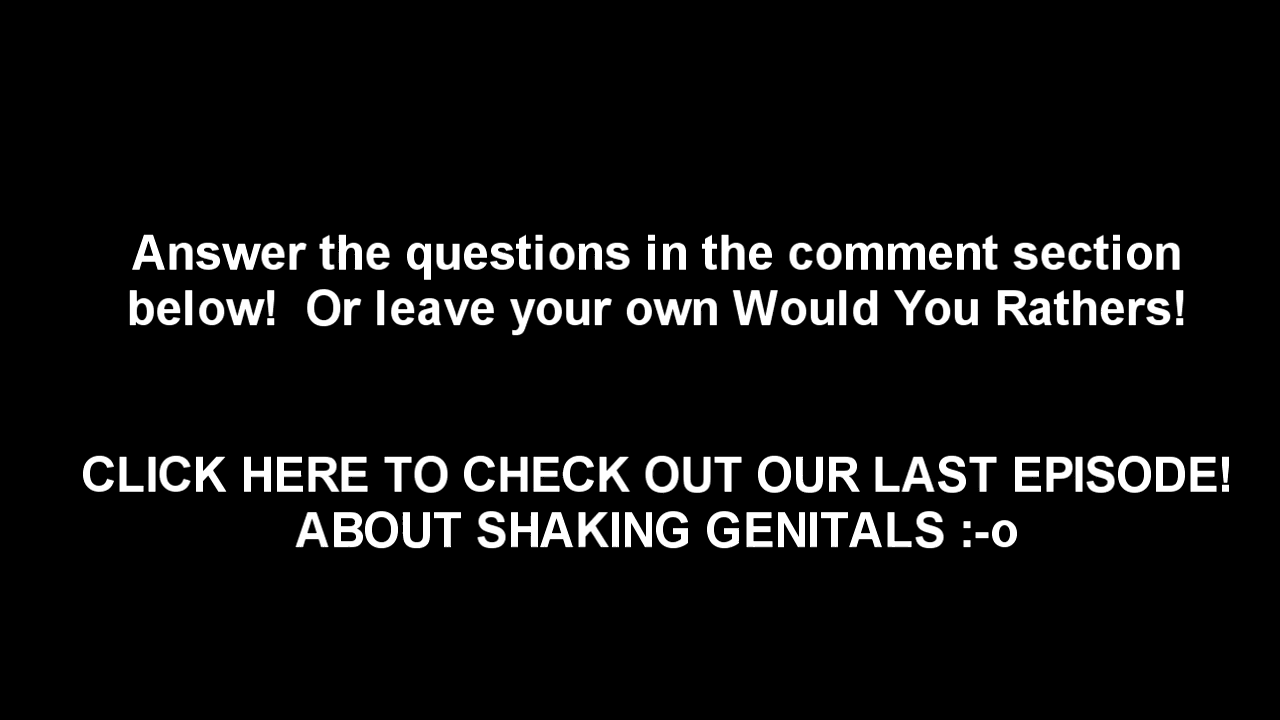 Answer the questions in the comment section
below!  Or leave your own Would You Rathers!
CLICK HERE TO CHECK OUT OUR LAST EPISODE!
ABOUT SHAKING GENITALS :-o